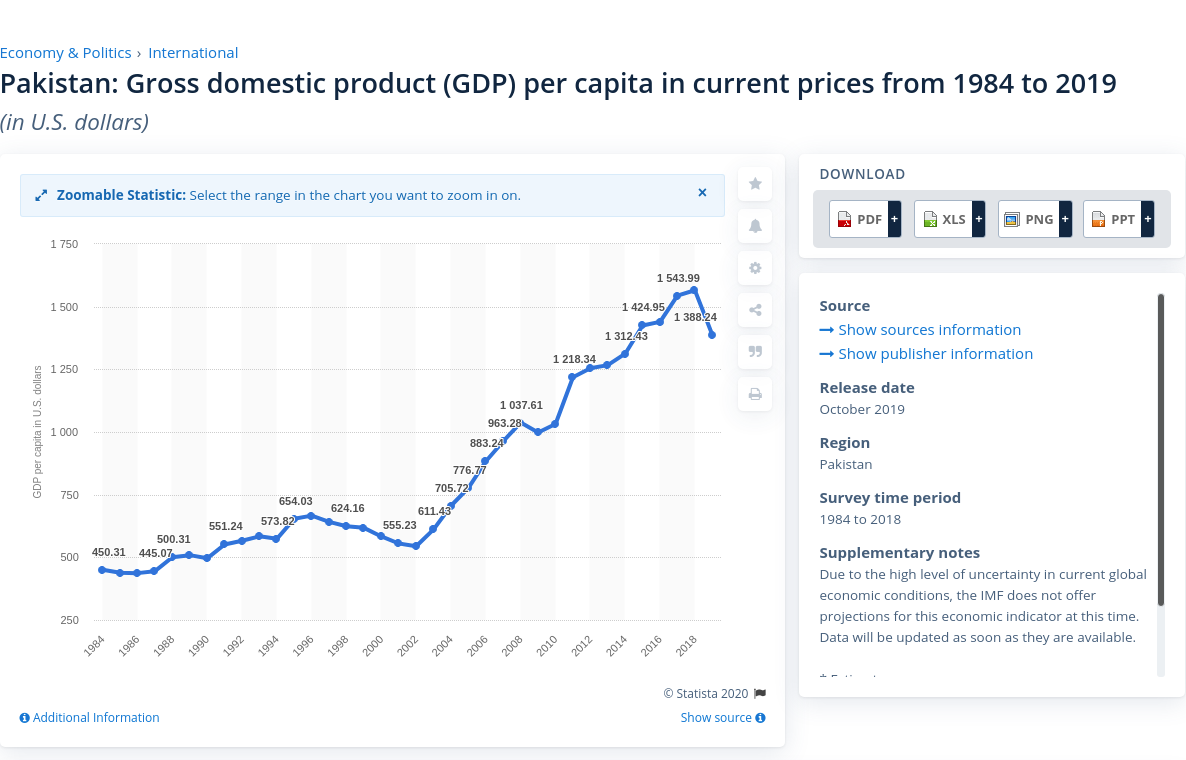 Economy & Politics › International
Pakistan: Gross domestic product (GDP) per capita in current prices from 1984 to 2019
(in U.S. dollars)
Zoomable Statistic: Select the range in the chart you want to zoom in on. ×
1 750
1 500
1 250
1 000
750
500
250
GDP per capita in U.S. dollars
450.31
445.07
500.31
551.24
573.82
654.03
624.16
555.23
611.43
705.72
776.77
883.24
963.28
1 037.61
1 218.34
1 312.43
1 424.95
1 543.99
1 388.24
1984 1986 1988 1990 1992 1994 1996 1998 2000 2002 2004 2006 2008 2010 2012 2014 2016 2018
© Statista 2020
Additional Information Show source
DOWNLOAD
PDF + XLS + PNG + PPT +
Source
Show sources information
Show publisher information
Release date
October 2019
Region
Pakistan
Survey time period
1984 to 2018
Supplementary notes
Due to the high level of uncertainty in current global
economic conditions, the IMF does not offer
projections for this economic indicator at this time.
Data will be updated as soon as they are available.